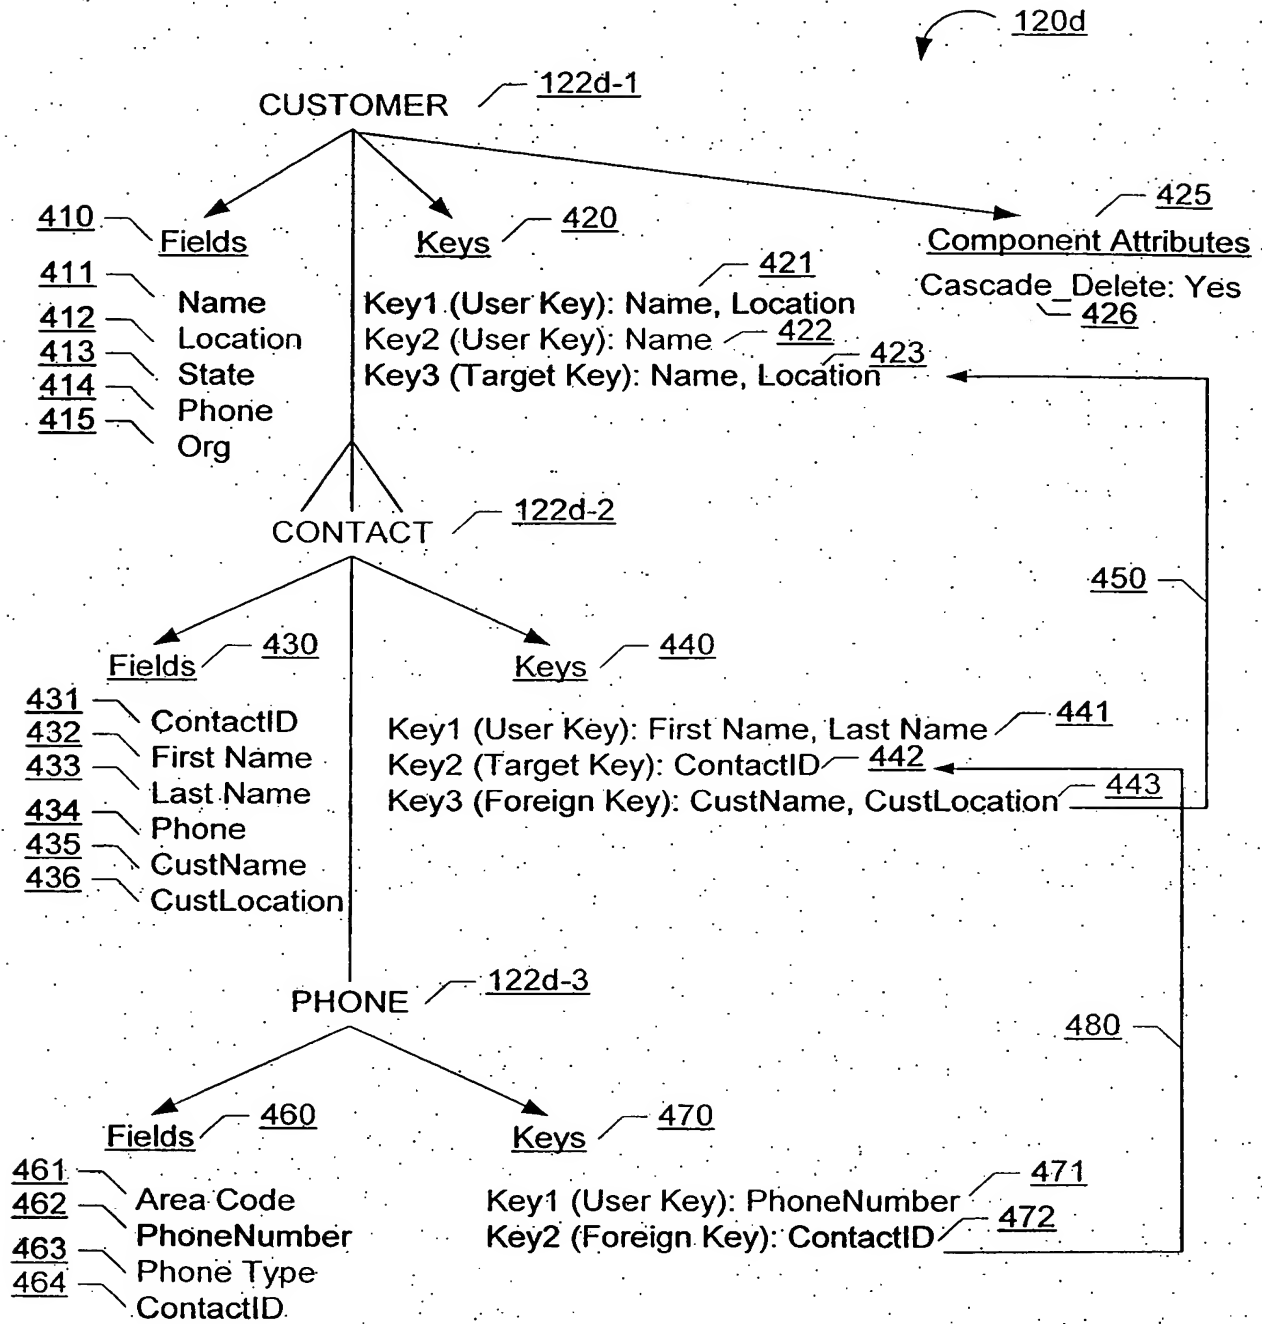 120d
CUSTOMER 122d-1
410 Fields
420 Keys
425
Component Attributes
Cascade_Delete: Yes
426
411 Name
412 Location
413 State
414 Phone
415 Org
421
Key1 (User Key): Name, Location
Key2 (User Key): Name 422
423
Key3 (Target Key): Name, Location
CONTACT 122d-2
450
Fields 430
Keys 440
431 ContactID
432 First Name
433 Last Name
434 Phone
435 CustName
436 CustLocation
Key1 (User Key): First Name, Last Name 441
Key2 (Target Key): ContactID 442
Key3 (Foreign Key): CustName, CustLocation 443
PHONE 122d-3
480
Fields 460
Keys 470
461 Area Code
462 PhoneNumber
463 Phone Type
464 ContactID
Key1 (User Key): PhoneNumber 471
Key2 (Foreign Key): ContactID 472